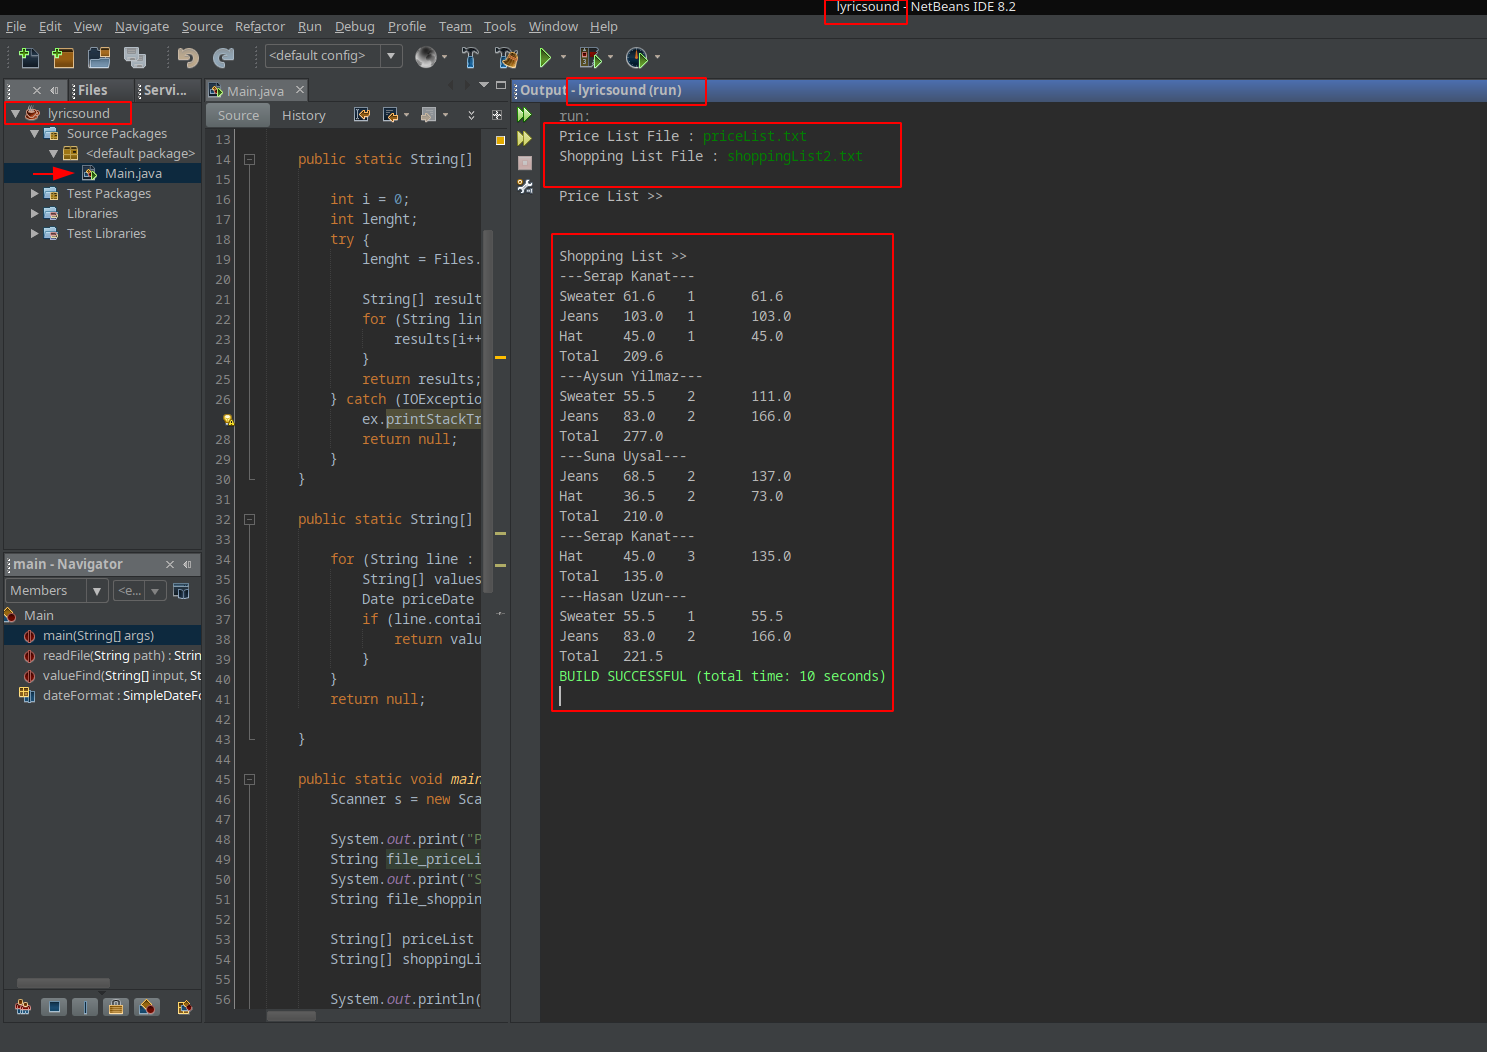 lyricsound - NetBeans IDE 8.2
File Edit View Navigate Source Refactor Run Debug Profile Team Tools Window Help
<default config>
Files
Servi...
lyricsound
Source Packages
<default package>
Main.java
Test Packages
Libraries
Test Libraries
main - Navigator
Members
<e...
Main
main(String[] args)
readFile(String path) : Strin
valueFind(String[] input, St
dateFormat : SimpleDateFo
Main.java
Source History
13
14 public static String[]
15
16 int i = 0;
17 int lenght;
18 try {
19 lenght = Files.
20
21 String[] result
22 for (String lin
23 results[i++
24 }
25 return results;
26 } catch (IOExceptio
ex.printStackTr
28 return null;
29 }
30 }
31
32 public static String[]
33
34 for (String line :
35 String[] values
36 Date priceDate
37 if (line.contai
38 return valu
39 }
40 }
41 return null;
42
43 }
44
45 public static void main
46 Scanner s = new Sca
47
48 System.out.print("P
49 String file_priceLi
50 System.out.print("S
51 String file_shoppin
52
53 String[] priceList
54 String[] shoppingLi
55
56 System.out.println(
Output - lyricsound (run)
run:
Price List File : priceList.txt
Shopping List File : shoppingList2.txt
Price List >>
Shopping List >>
---Serap Kanat---
Sweater 61.6 1 61.6
Jeans 103.0 1 103.0
Hat 45.0 1 45.0
Total 209.6
---Aysun Yilmaz---
Sweater 55.5 2 111.0
Jeans 83.0 2 166.0
Total 277.0
---Suna Uysal---
Jeans 68.5 2 137.0
Hat 36.5 2 73.0
Total 210.0
---Serap Kanat---
Hat 45.0 3 135.0
Total 135.0
---Hasan Uzun---
Sweater 55.5 1 55.5
Jeans 83.0 2 166.0
Total 221.5
BUILD SUCCESSFUL (total time: 10 seconds)